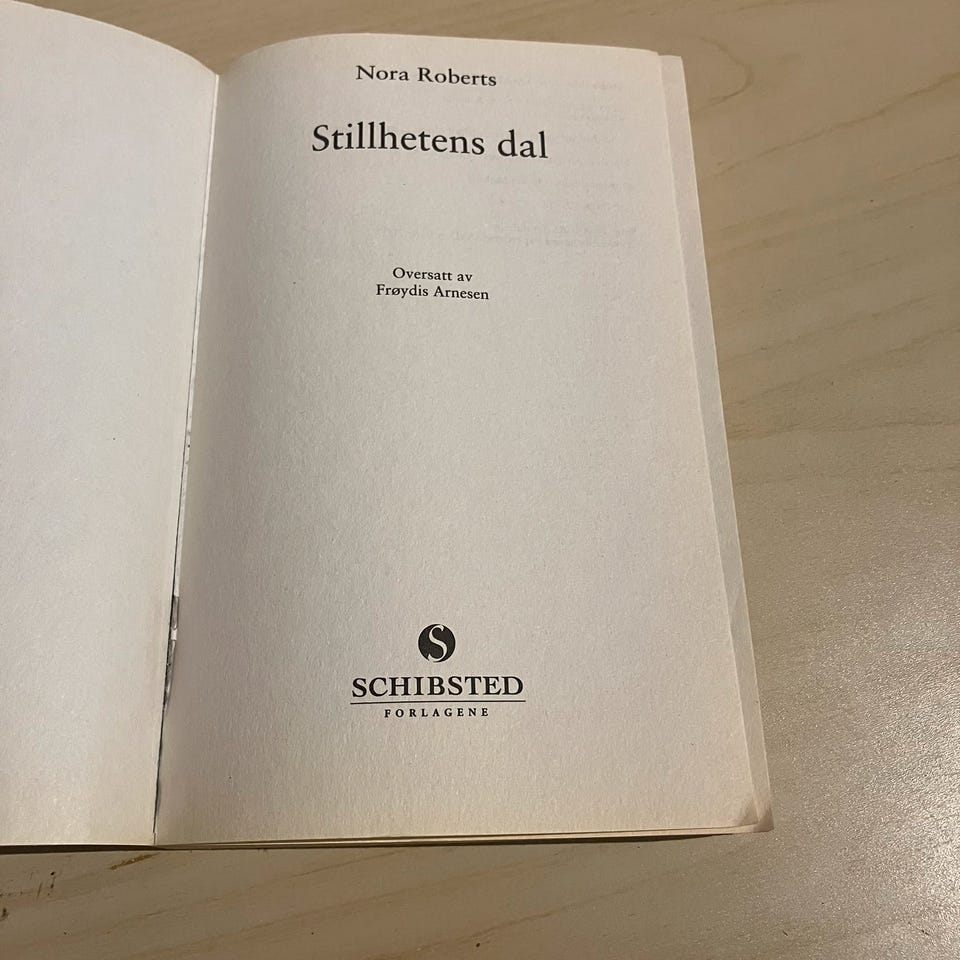 Nora Roberts
Stillhetens dal
Oversatt av
Frøydis Arnesen
S
SCHIBSTED
FORLAGENE